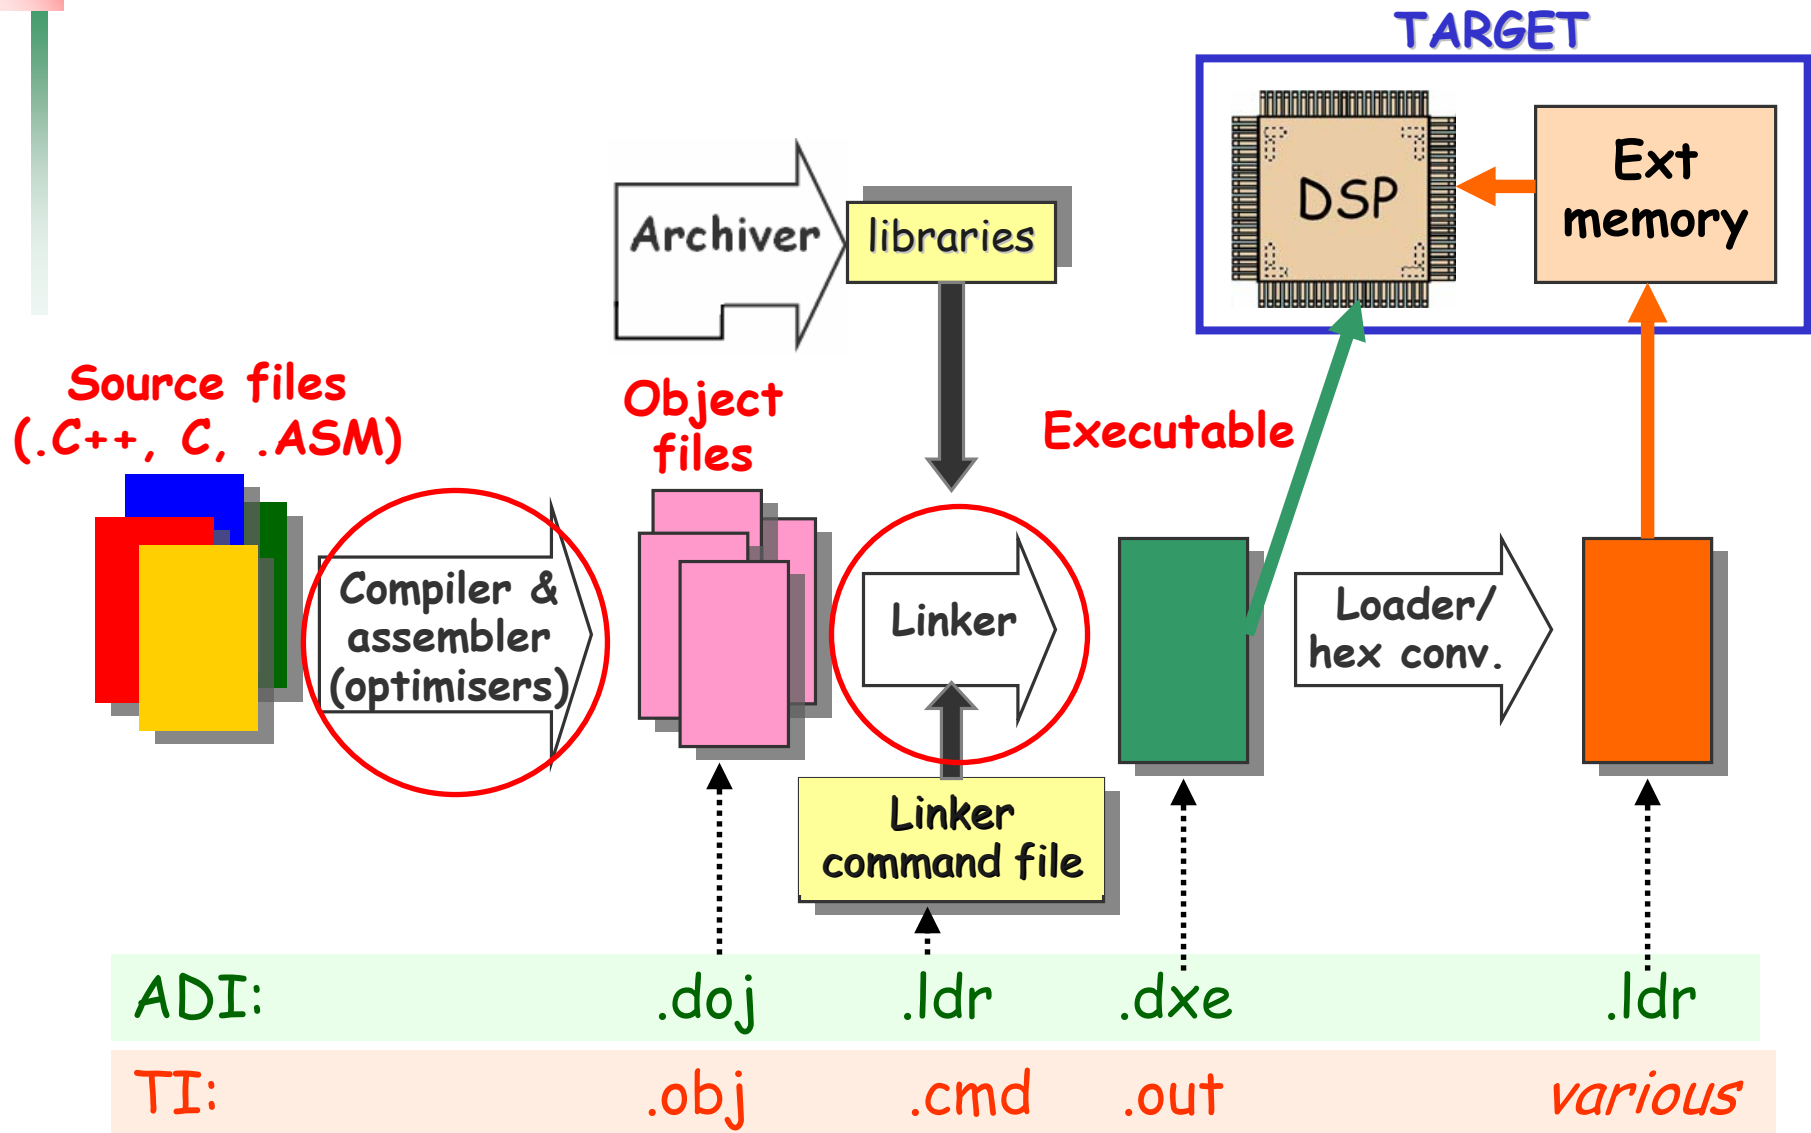 TARGET
DSP
Ext
memory
Archiver
libraries
Source files
(.C++, C, .ASM)
Object
files
Executable
Compiler &
assembler
(optimisers)
Linker
Loader/
hex conv.
Linker
command file
ADI: .doj .ldr .dxe .ldr
TI: .obj .cmd .out various